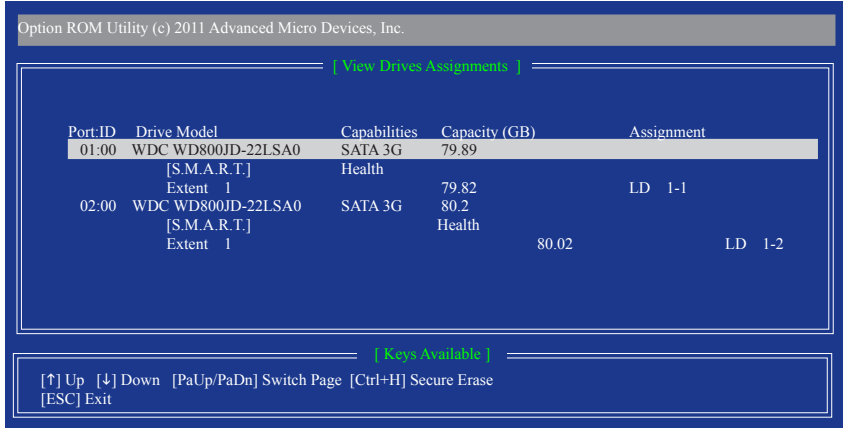 Option ROM Utility (c) 2011 Advanced Micro Devices, Inc.
[ View Drives Assignments ]
Port:ID Drive Model Capabilities Capacity (GB) Assignment
01:00 WDC WD800JD-22LSA0 SATA 3G 79.89
[S.M.A.R.T.] Health
Extent 1 79.82 LD 1-1
02:00 WDC WD800JD-22LSA0 SATA 3G 80.2
[S.M.A.R.T.] Health
Extent 1 80.02 LD 1-2
[ Keys Available ]
[↑] Up [↓] Down [PaUp/PaDn] Switch Page [Ctrl+H] Secure Erase
[ESC] Exit